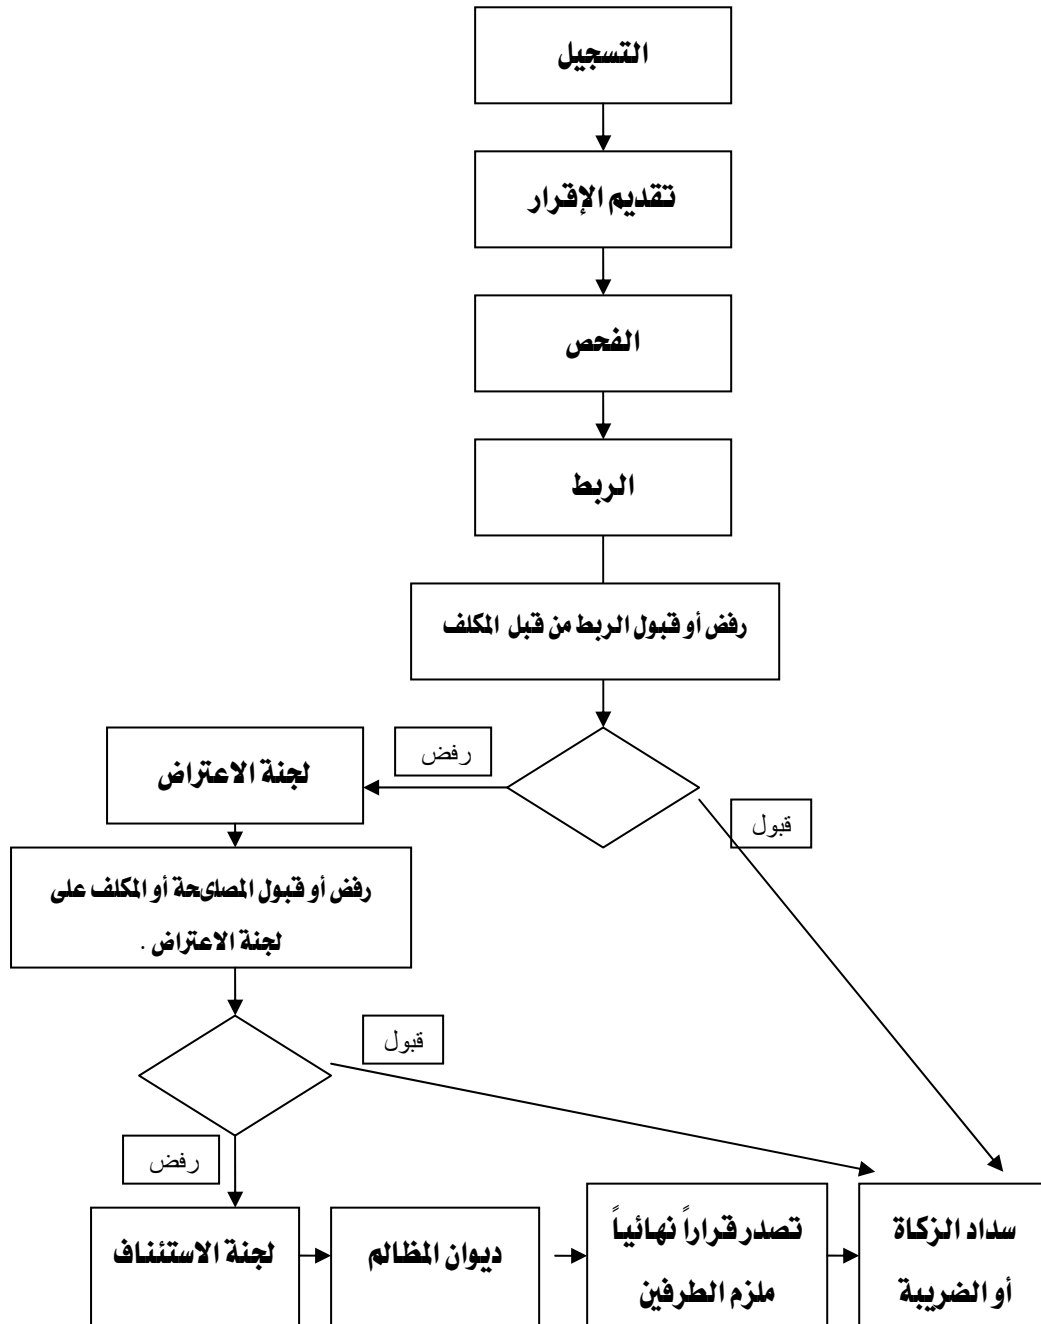 التسجيل
تقديم الإقرار
الفحص
الربط
رفض أو قبول الربط من قبل المكلف
رفض
لجنة الاعتراض
قبول
رفض أو قبول أو المكلف على
لجنة الاعتراض .
قبول
رفض
لجنة الاستئناف
ديوان المظالم
تصدر قراراً نهائياً
ملزم الطرفين
سداد الزكاة
أو الضريبة